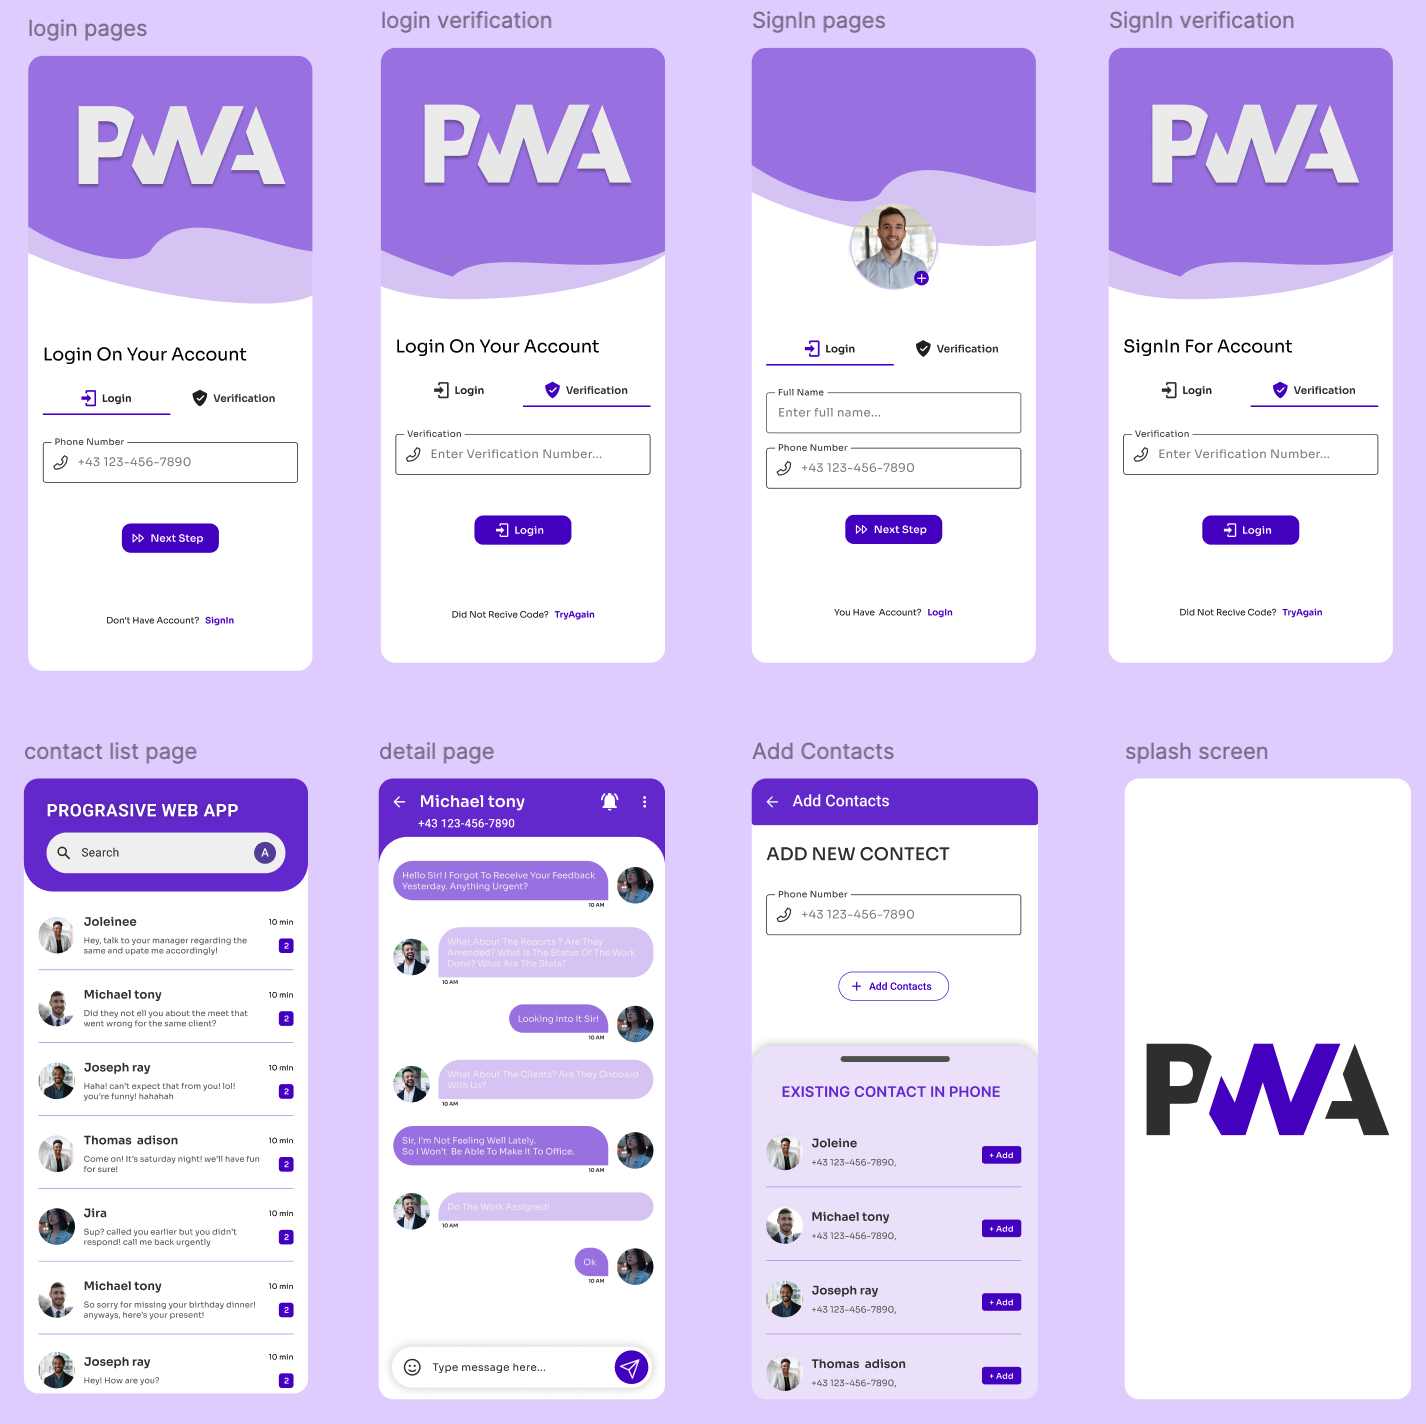 login pages
PWA
Login On Your Account
Login
Verification
Phone Number
+43 123-456-7890
Next Step
Don't Have Account? SignIn
login verification
PWA
Login On Your Account
Login
Verification
Verification
Enter Verification Number...
Login
Did Not Recive Code? TryAgain
SignIn pages
Login
Verification
Full Name
Enter full name...
Phone Number
+43 123-456-7890
Next Step
You Have Account? LogIn
SignIn verification
PWA
SignIn For Account
Login
Verification
Verification
Enter Verification Number...
Login
Did Not Recive Code? TryAgain
contact list page
PROGRASIVE WEB APP
Search
A
Joleinee
10 min
Hey, talk to your manager regarding the
same and upate me accordingly!
2
Michael tony
10 min
Did they not ell you about the meet that
went wrong for the same client?
2
Joseph ray
10 min
Haha! can't expect that from you! lol!
you're funny! hahahah
2
Thomas adison
10 min
Come on! It's saturday night! we'll have fun
for sure!
2
Jira
10 min
Sup? called you earlier but you didn't
respond! call me back urgently
2
Michael tony
10 min
So sorry for missing your birthday dinner!
anyways, here's your present!
2
Joseph ray
10 min
Hey! How are you?
2
detail page
Michael tony
+43 123-456-7890
Hello Sir! I Forgot To Receive Your Feedback
Yesterday. Anything Urgent?
10 AM
What About The Reports ? Are They
Amended? What Is The Status Of The Work
Done? What Are The Stats?
10 AM
Looking Into It Sir!
10 AM
What About The Clients? Are They Onboard
With Us?
10 AM
Sir, I'm Not Feeling Well Lately.
So I Won't Be Able To Make It To Office.
10 AM
Do The Work Assigned!
10 AM
Ok
10 AM
Type message here...
Add Contacts
Add Contacts
ADD NEW CONTECT
Phone Number
+43 123-456-7890
+ Add Contacts
EXISTING CONTACT IN PHONE
Joleine
+43 123-456-7890,
+ Add
Michael tony
+43 123-456-7890,
+ Add
Joseph ray
+43 123-456-7890,
+ Add
Thomas adison
+43 123-456-7890,
+ Add
splash screen
PWA